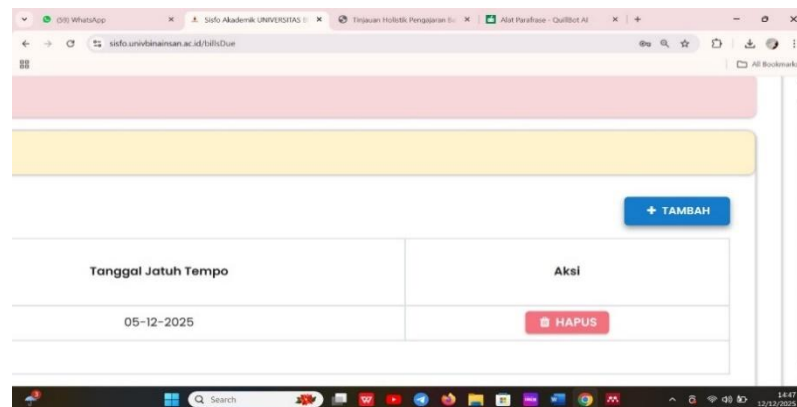 (59) WhatsApp
Sisfo Akademik UNIVERSITAS B
Tinjauan Holistik Pengajaran
Alat Parafrase - QuillBot AI
sisfo.univbinainsan.ac.id/billsDue
All Bookmarks
+ TAMBAH
Tanggal Jatuh Tempo
Aksi
05-12-2025
HAPUS
Search
14:47
12/12/2025